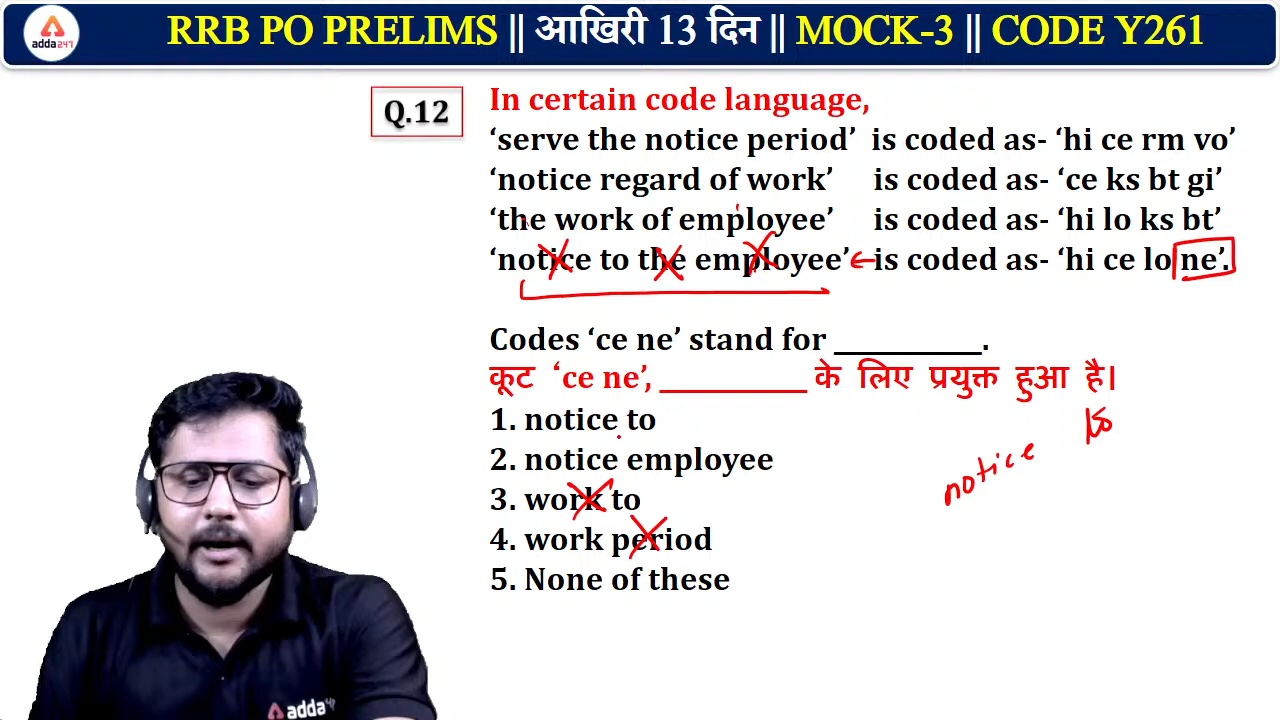 adda247
RRB PO PRELIMS || आखिरी 13 दिन || MOCK-3 || CODE Y261
Q.12
In certain code language,
‘serve the notice period’ is coded as- ‘hi ce rm vo’
‘notice regard of work’ is coded as- ‘ce ks bt gi’
‘the work of employee’ is coded as- ‘hi lo ks bt’
‘notice to the employee’ is coded as- ‘hi ce lo ne’.
Codes ‘ce ne’ stand for ___________.
कूट ‘ce ne’, ___________ के लिए प्रयुक्त हुआ है।
1. notice to
2. notice employee
3. work to
4. work period
5. None of these
notice
adda247